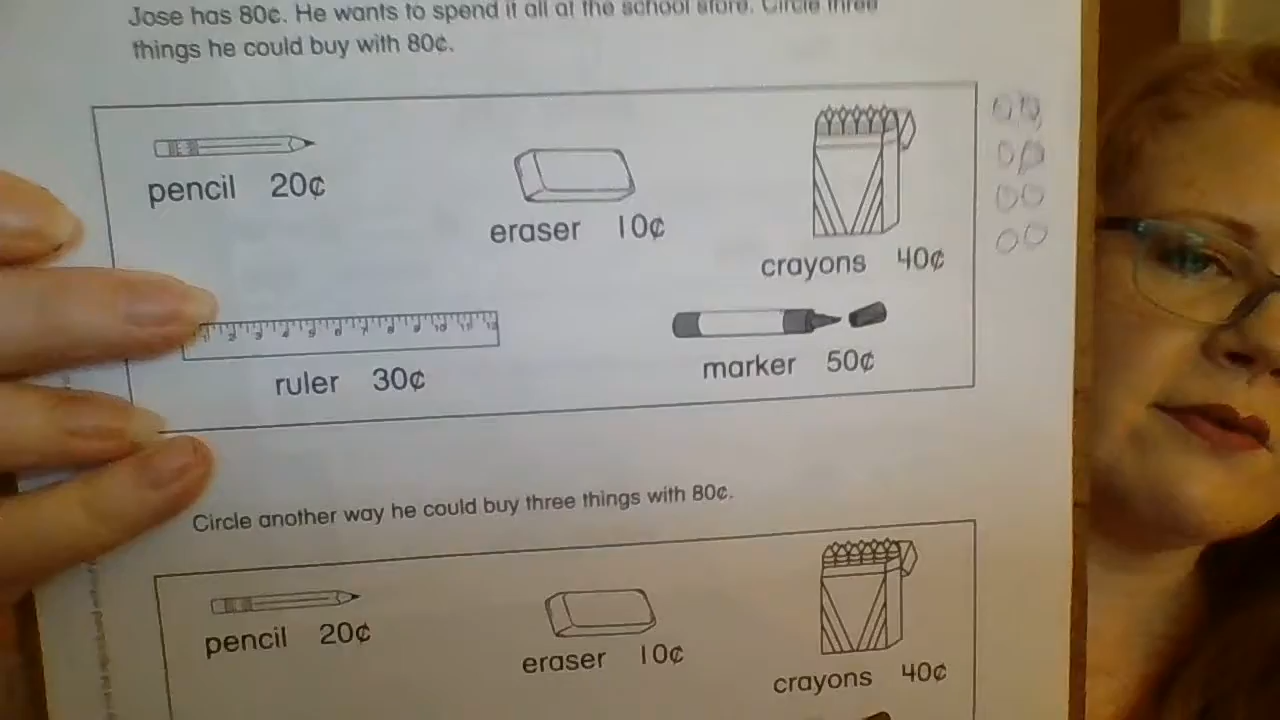 Jose has 80¢. He wants to spend it all at the school store. Circle three
things he could buy with 80¢.
pencil 20¢
eraser 10¢
crayons 40¢
ruler 30¢
marker 50¢
Circle another way he could buy three things with 80¢.
pencil 20¢
eraser 10¢
crayons 40¢